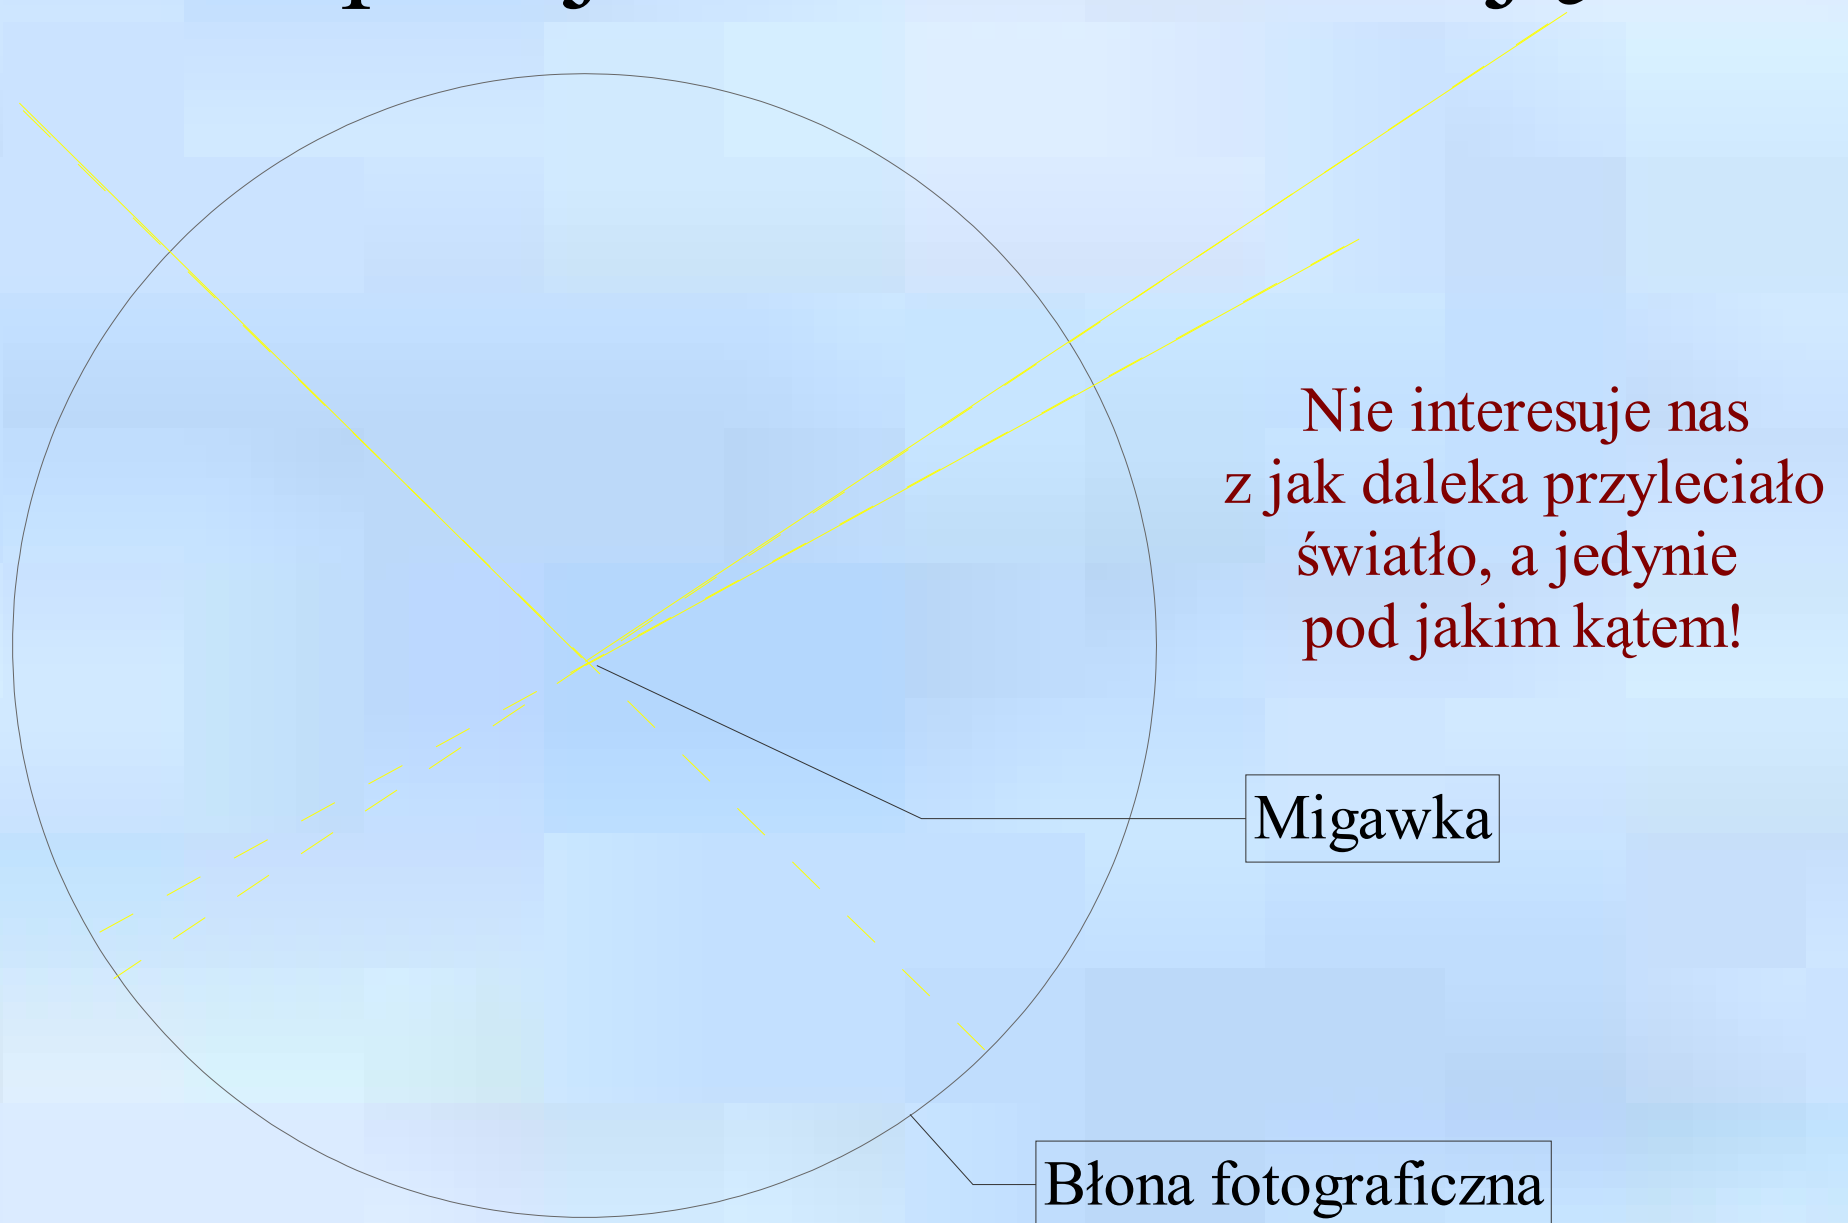 Nie interesuje nas
z jak daleka przyleciało
światło, a jedynie
pod jakim kątem!
Migawka
Błona fotograficzna